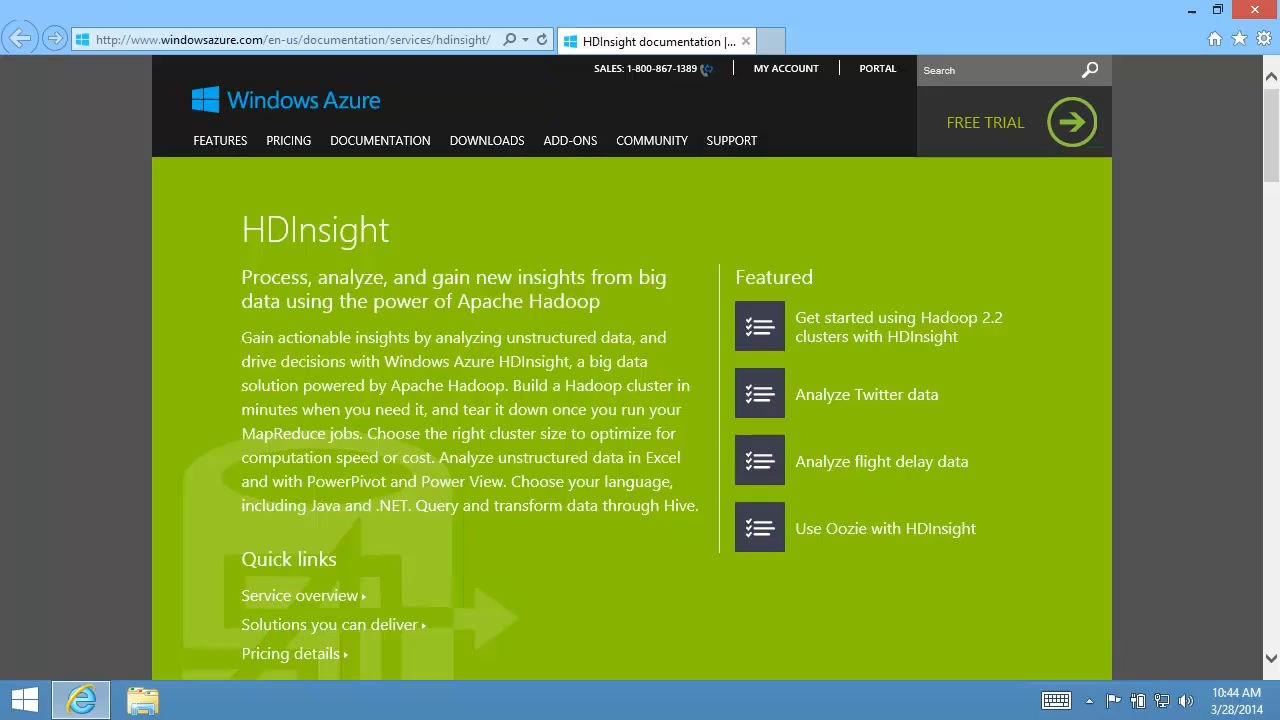 http://www.windowsazure.com/en-us/documentation/services/hdinsight/
HDInsight documentation |...
SALES: 1-800-867-1389
MY ACCOUNT
PORTAL
Search
Windows Azure
FREE TRIAL
FEATURES PRICING DOCUMENTATION DOWNLOADS ADD-ONS COMMUNITY SUPPORT
HDInsight
Process, analyze, and gain new insights from big
data using the power of Apache Hadoop
Gain actionable insights by analyzing unstructured data, and
drive decisions with Windows Azure HDInsight, a big data
solution powered by Apache Hadoop. Build a Hadoop cluster in
minutes when you need it, and tear it down once you run your
MapReduce jobs. Choose the right cluster size to optimize for
computation speed or cost. Analyze unstructured data in Excel
and with PowerPivot and Power View. Choose your language,
including Java and .NET. Query and transform data through Hive.
Quick links
Service overview
Solutions you can deliver
Pricing details
Featured
Get started using Hadoop 2.2
clusters with HDInsight
Analyze Twitter data
Analyze flight delay data
Use Oozie with HDInsight
10:44 AM
3/28/2014